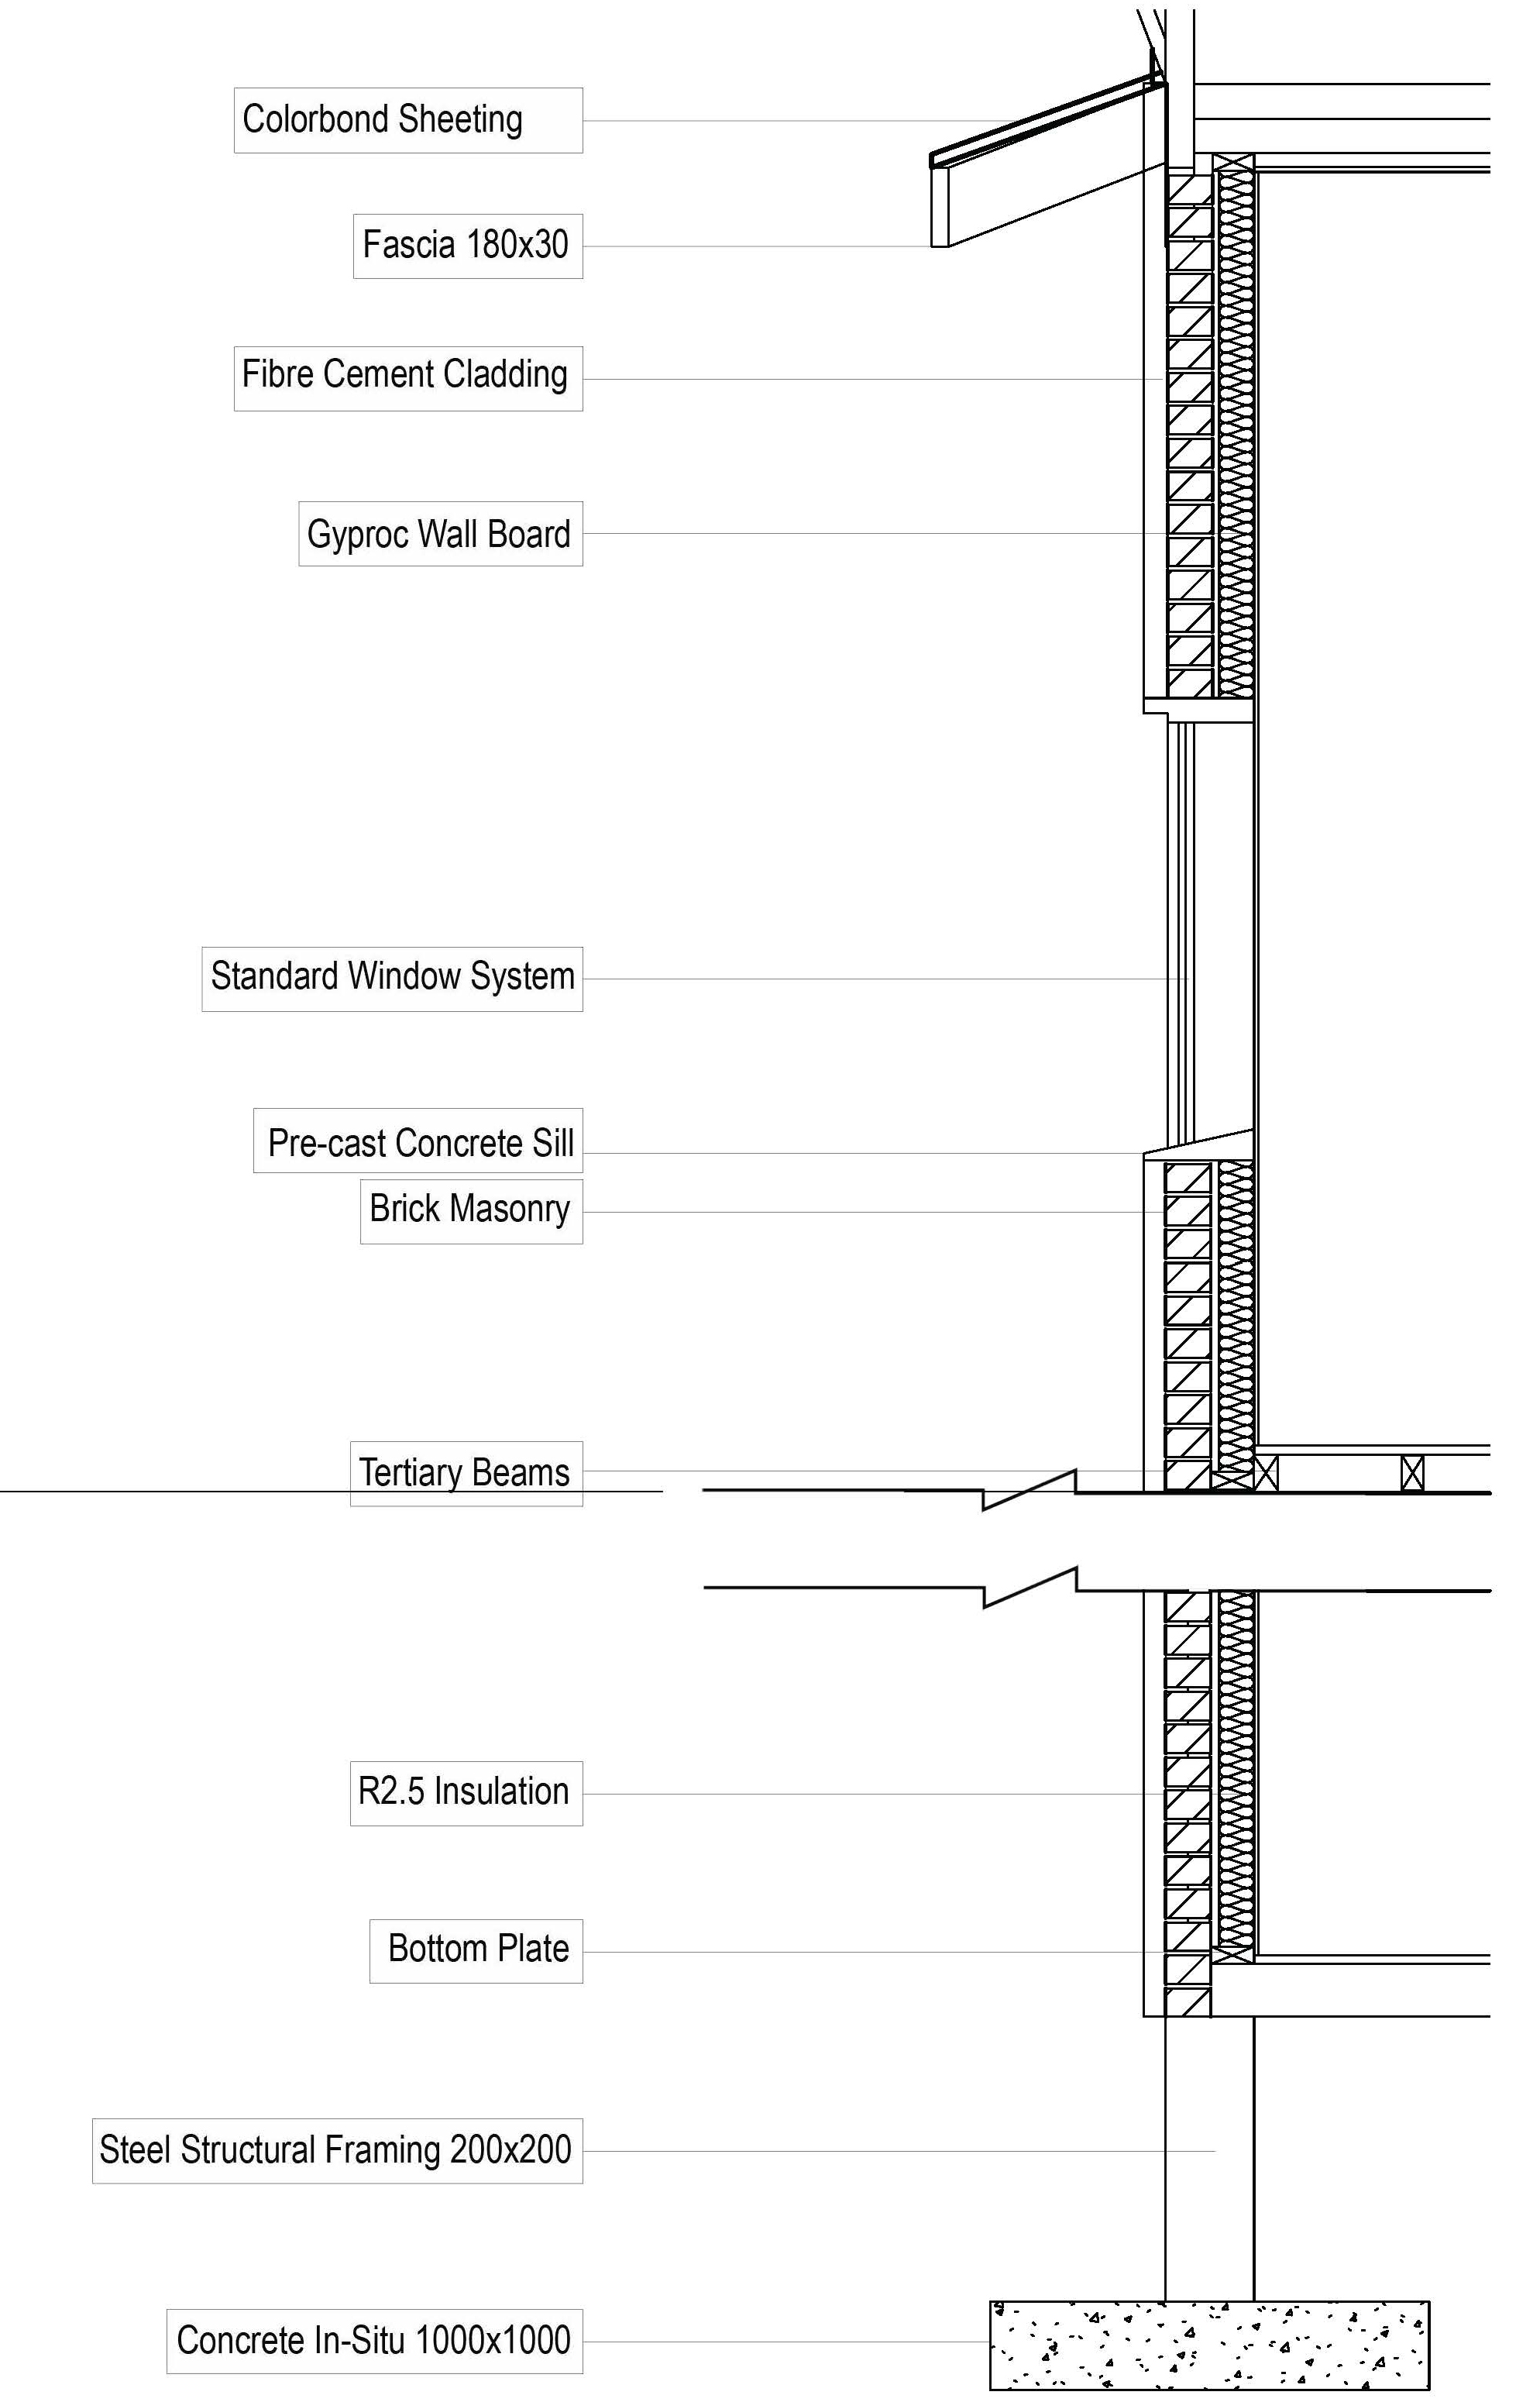 Colorbond Sheeting
Fascia 180x30
Fibre Cement Cladding
Gyproc Wall Board
Standard Window System
Pre-cast Concrete Sill
Brick Masonry
Tertiary Beams
R2.5 Insulation
Bottom Plate
Steel Structural Framing 200x200
Concrete In-Situ 1000x1000